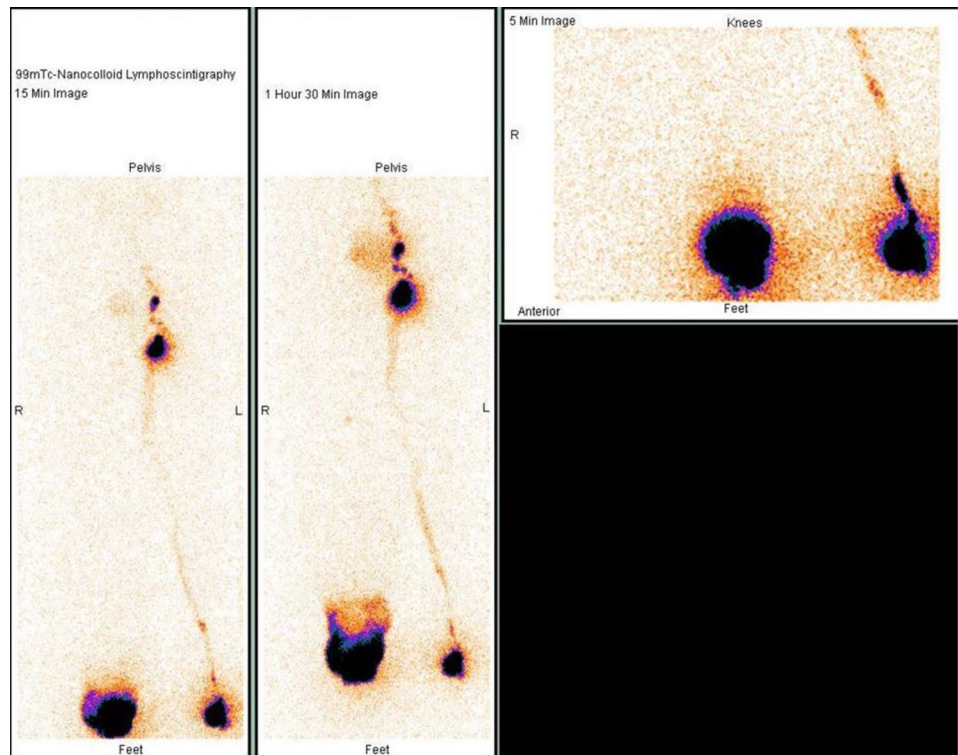 99mTc-Nanocolloid Lymphoscintigraphy
15 Min Image
Pelvis
R
L
Feet
1 Hour 30 Min Image
Pelvis
R
L
Feet
5 Min Image
Knees
R
Anterior
Feet